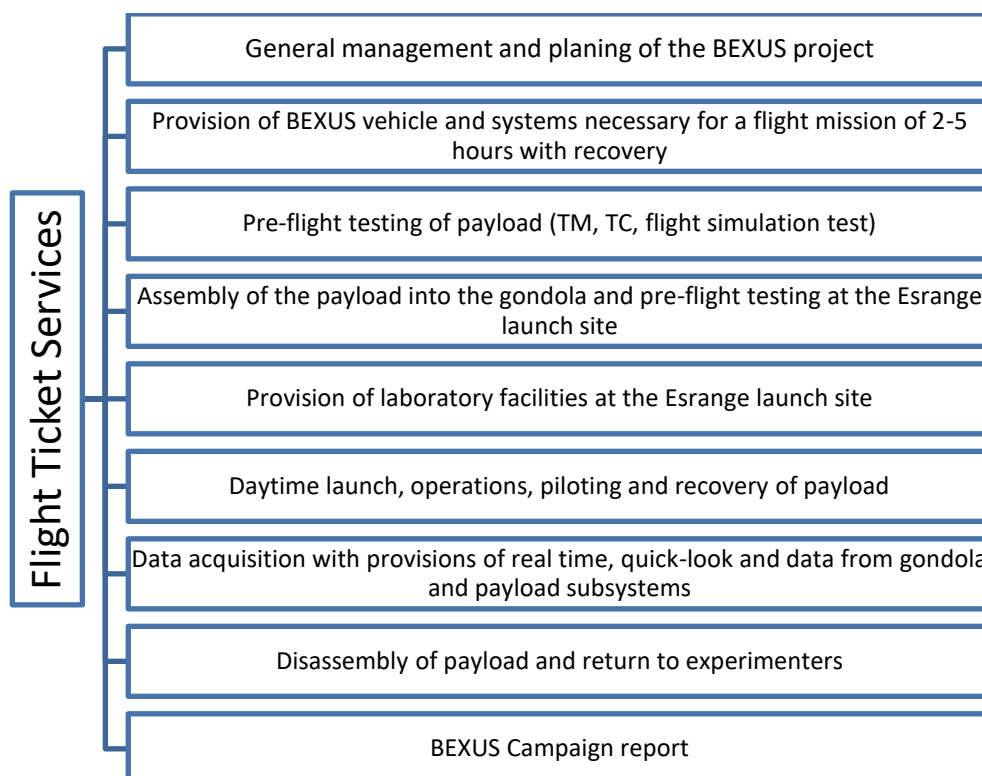 Flight Ticket Services
General management and planing of the BEXUS project
Provision of BEXUS vehicle and systems necessary for a flight mission of 2-5
hours with recovery
Pre-flight testing of payload (TM, TC, flight simulation test)
Assembly of the payload into the gondola and pre-flight testing at the Esrange
launch site
Provision of laboratory facilities at the Esrange launch site
Daytime launch, operations, piloting and recovery of payload
Data acquisition with provisions of real time, quick-look and data from gondola
and payload subsystems
Disassembly of payload and return to experimenters
BEXUS Campaign report